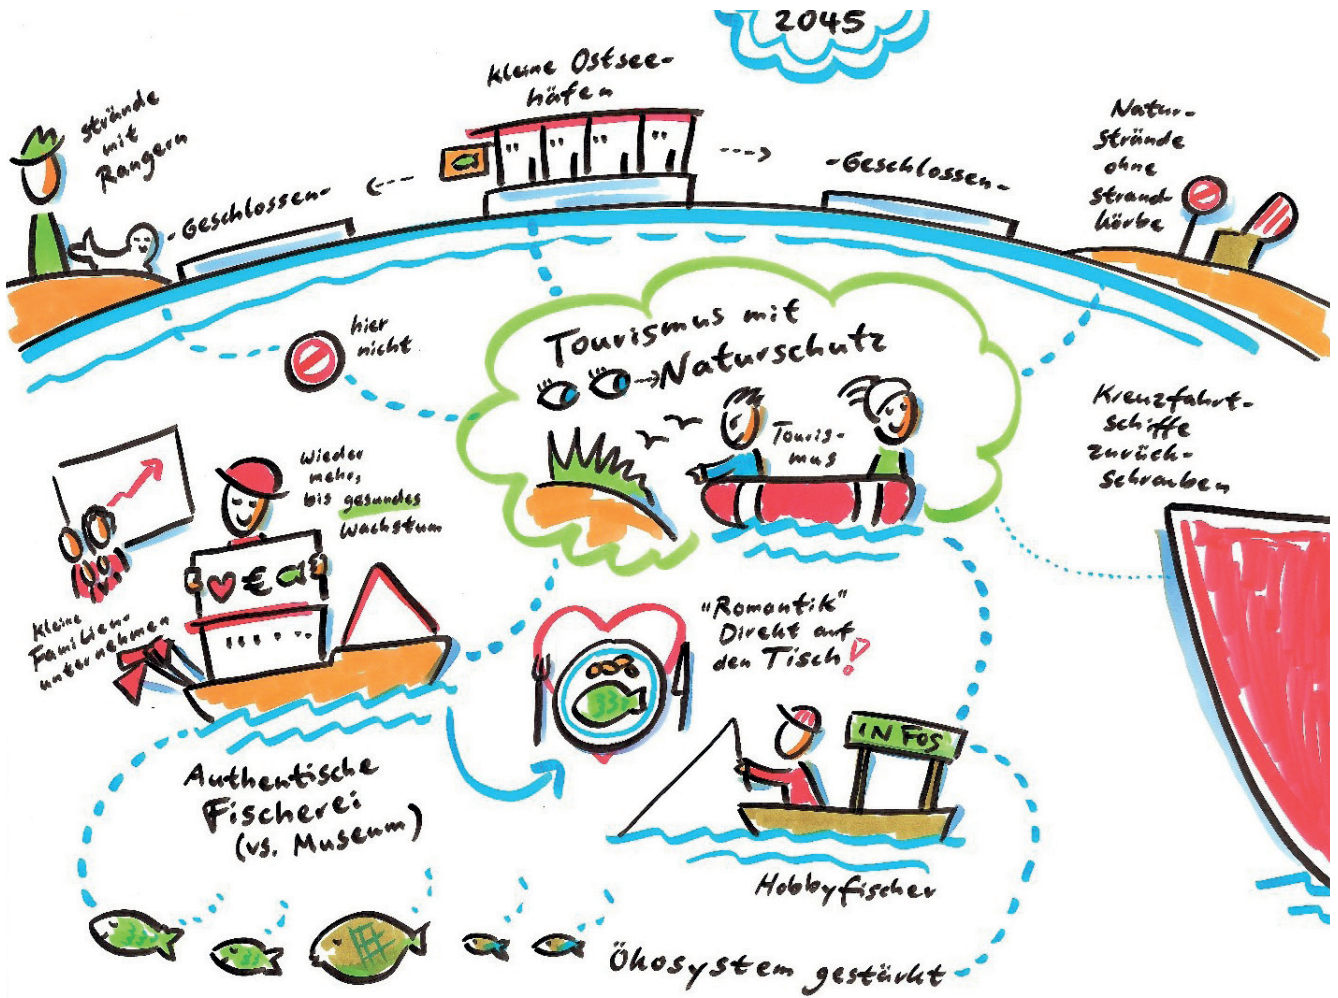 2045
kleine Ostsee-
häfen
Strände
mit
Rangern
-Geschlossen-
-Geschlossen-
Natur-
Strände
ohne
Strand-
körbe
hier
nicht
Tourismus mit
Naturschutz
Touris-
mus
Kreuzfahrt-
schiffe
zurück-
schrauben
wieder
mehr,
bis gesundes
Wachstum
♥ €
kleine
Familien-
unternehmen
"Romantik"
Direkt auf
den Tisch!
INFOS
Authentische
Fischerei
(vs. Museum)
Hobbyfischer
Ökosystem gestärkt